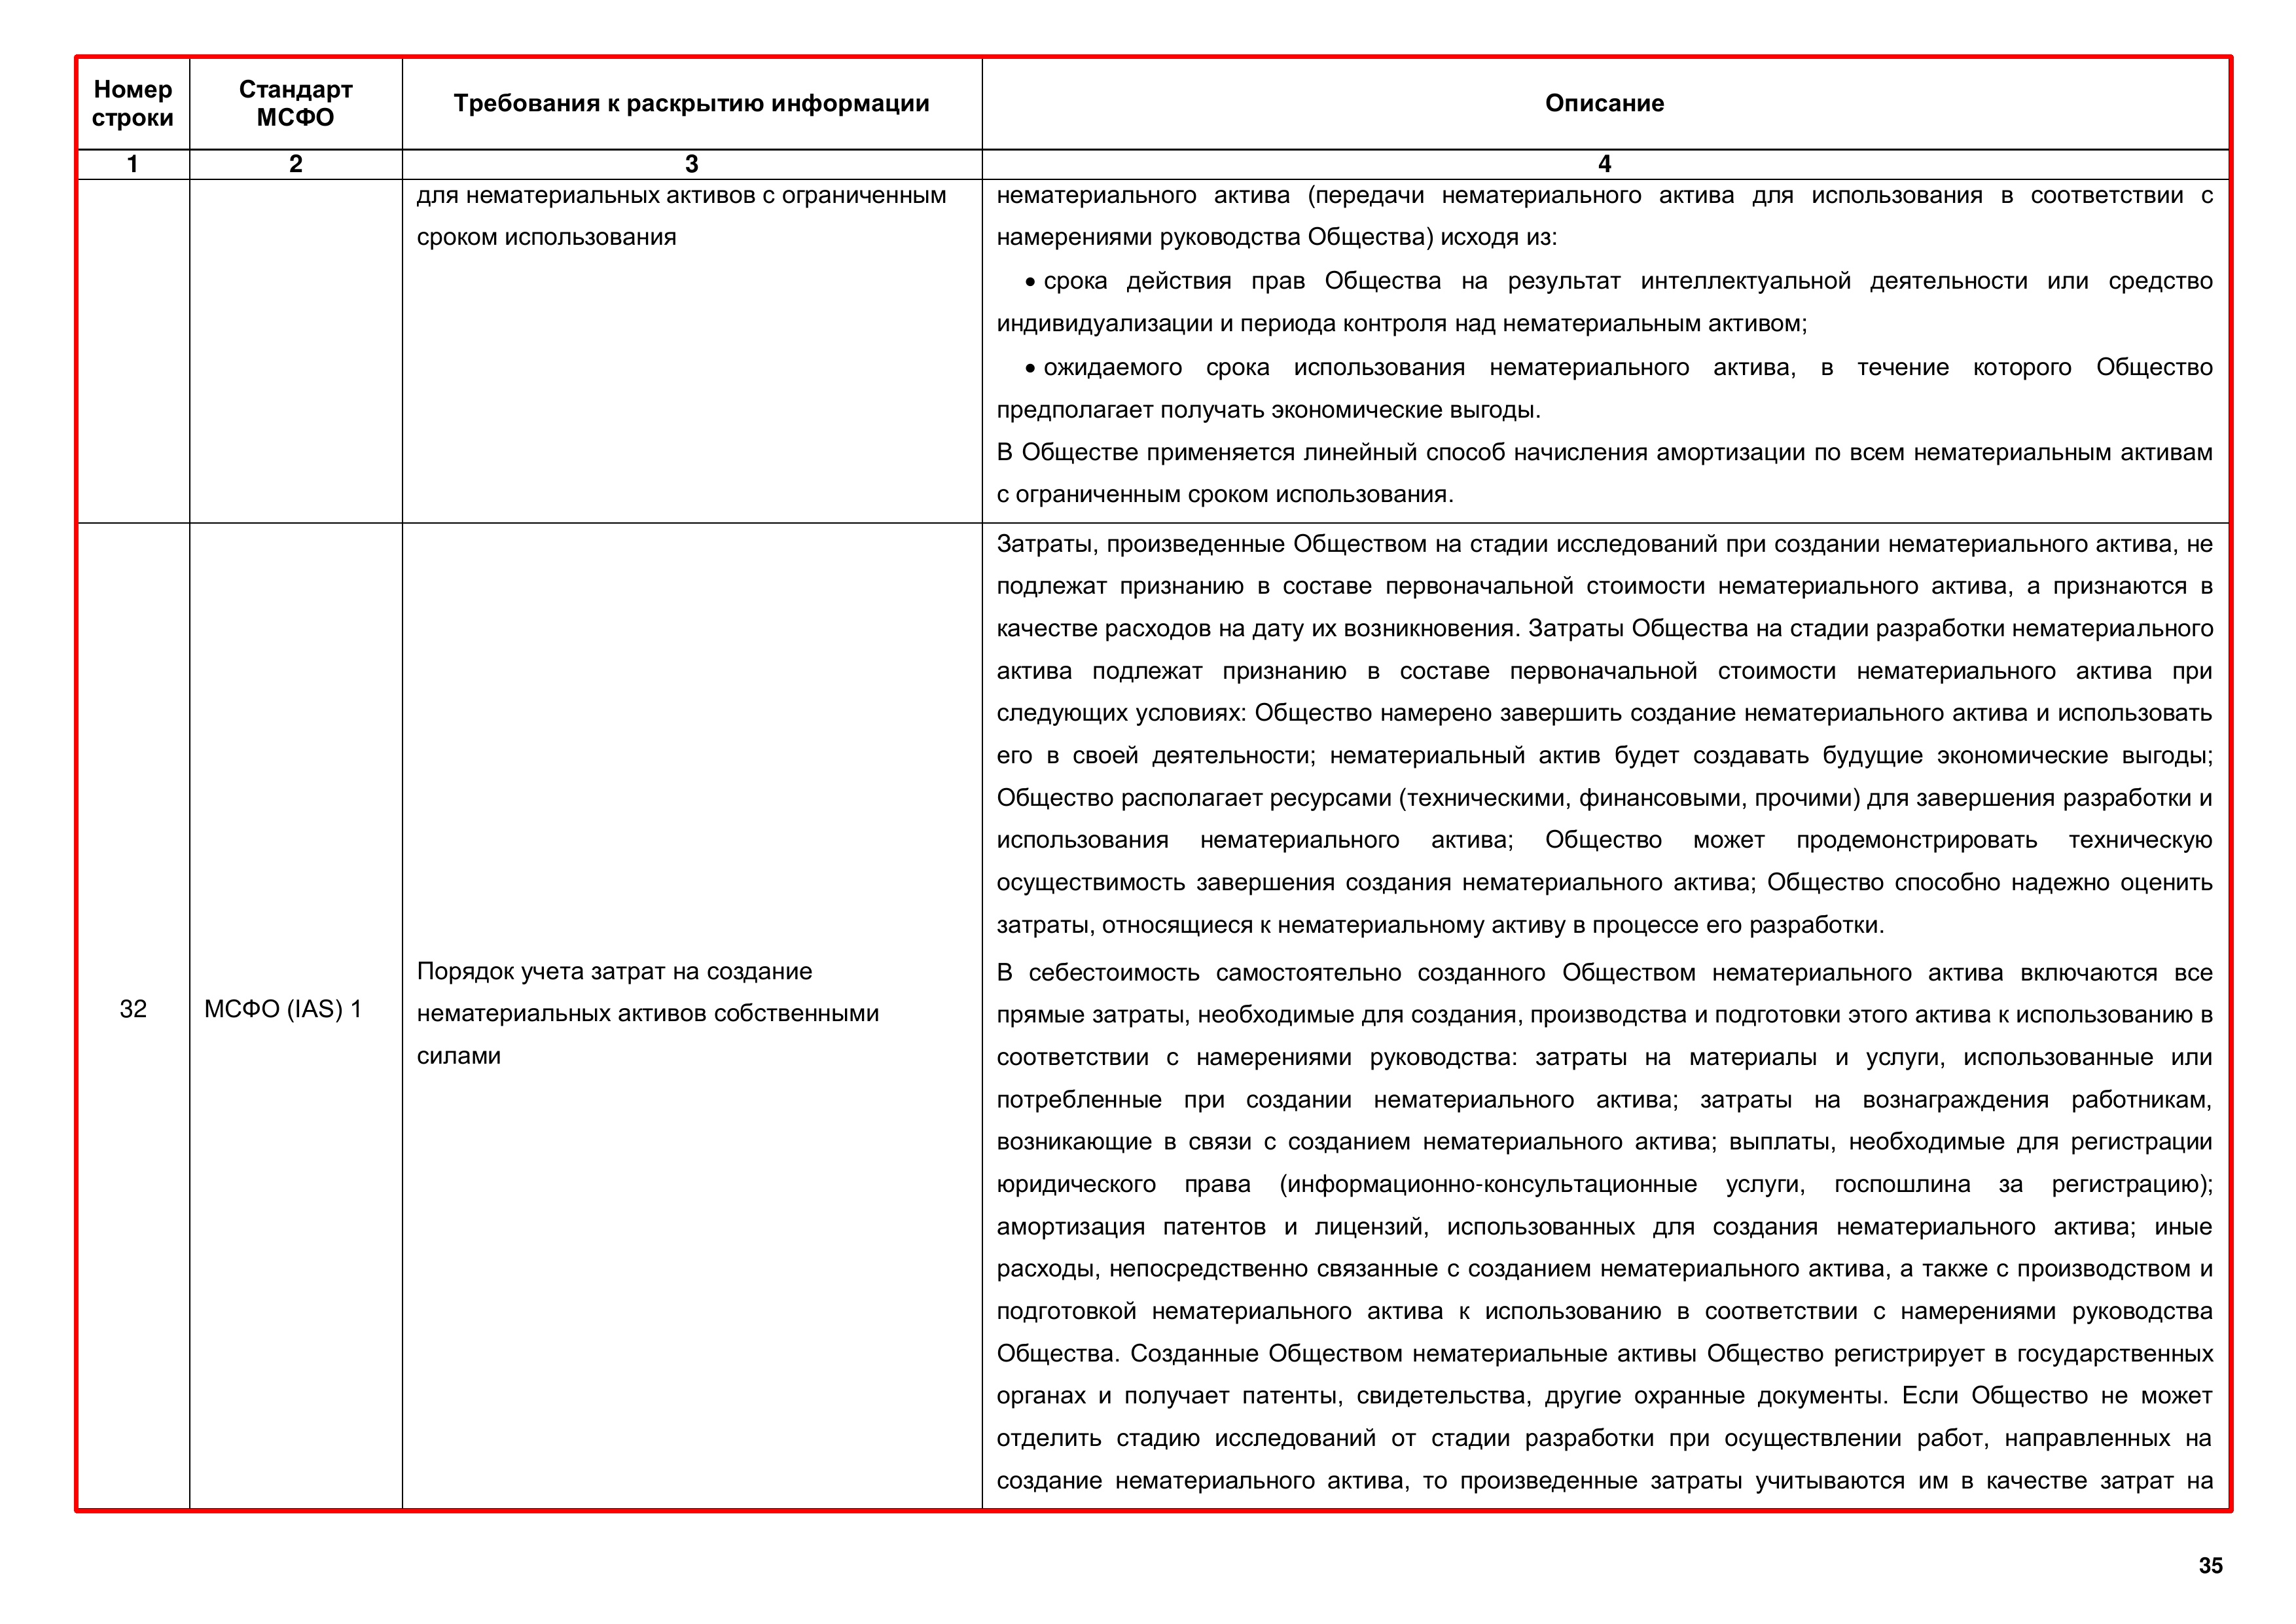 Номер строки
Стандарт МСФО
Требования к раскрытию информации
Описание
1
2
3
4
для нематериальных активов с ограниченным
сроком использования
нематериального актива (передачи нематериального актива для использования в соответствии с
намерениями руководства Общества) исходя из:
• срока действия прав Общества на результат интеллектуальной деятельности или средство
индивидуализации и периода контроля над нематериальным активом;
• ожидаемого срока использования нематериального актива, в течение которого Общество
предполагает получать экономические выгоды.
В Обществе применяется линейный способ начисления амортизации по всем нематериальным активам
с ограниченным сроком использования.
32
МСФО (IAS) 1
Порядок учета затрат на создание
нематериальных активов собственными
силами
Затраты, произведенные Обществом на стадии исследований при создании нематериального актива, не
подлежат признанию в составе первоначальной стоимости нематериального актива, а признаются в
качестве расходов на дату их возникновения. Затраты Общества на стадии разработки нематериального
актива подлежат признанию в составе первоначальной стоимости нематериального актива при
следующих условиях: Общество намерено завершить создание нематериального актива и использовать
его в своей деятельности; нематериальный актив будет создавать будущие экономические выгоды;
Общество располагает ресурсами (техническими, финансовыми, прочими) для завершения разработки и
использования нематериального актива; Общество может продемонстрировать техническую
осуществимость завершения создания нематериального актива; Общество способно надежно оценить
затраты, относящиеся к нематериальному активу в процессе его разработки.
В себестоимость самостоятельно созданного Обществом нематериального актива включаются все
прямые затраты, необходимые для создания, производства и подготовки этого актива к использованию в
соответствии с намерениями руководства: затраты на материалы и услуги, использованные или
потребленные при создании нематериального актива; затраты на вознаграждения работникам,
возникающие в связи с созданием нематериального актива; выплаты, необходимые для регистрации
юридического права (информационно-консультационные услуги, госпошлина за регистрацию);
амортизация патентов и лицензий, использованных для создания нематериального актива; иные
расходы, непосредственно связанные с созданием нематериального актива, а также с производством и
подготовкой нематериального актива к использованию в соответствии с намерениями руководства
Общества. Созданные Обществом нематериальные активы Общество регистрирует в государственных
органах и получает патенты, свидетельства, другие охранные документы. Если Общество не может
отделить стадию исследований от стадии разработки при осуществлении работ, направленных на
создание нематериального актива, то произведенные затраты учитываются им в качестве затрат на
35